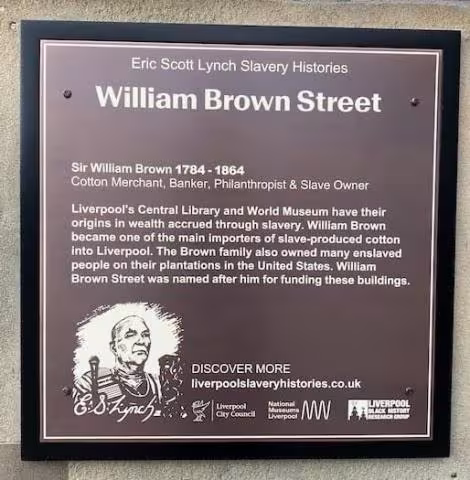 Eric Scott Lynch Slavery Histories
William Brown Street
Sir William Brown 1784 - 1864
Cotton Merchant, Banker, Philanthropist & Slave Owner
Liverpool's Central Library and World Museum have their
origins in wealth accrued through slavery. William Brown
became one of the main importers of slave-produced cotton
into Liverpool. The Brown family also owned many enslaved
people on their plantations in the United States. William
Brown Street was named after him for funding these buildings.
DISCOVER MORE
liverpoolslaveryhistories.co.uk
E.S. Lynch
Liverpool
City Council
National
Museums
Liverpool
LIVERPOOL
BLACK HISTORY
RESEARCH GROUP